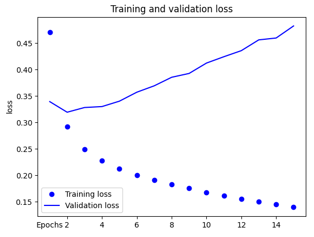 Training and validation loss
loss
0.45
0.40
0.35
0.30
0.25
0.20
0.15
Training loss
Validation loss
Epochs 2 4 6 8 10 12 14